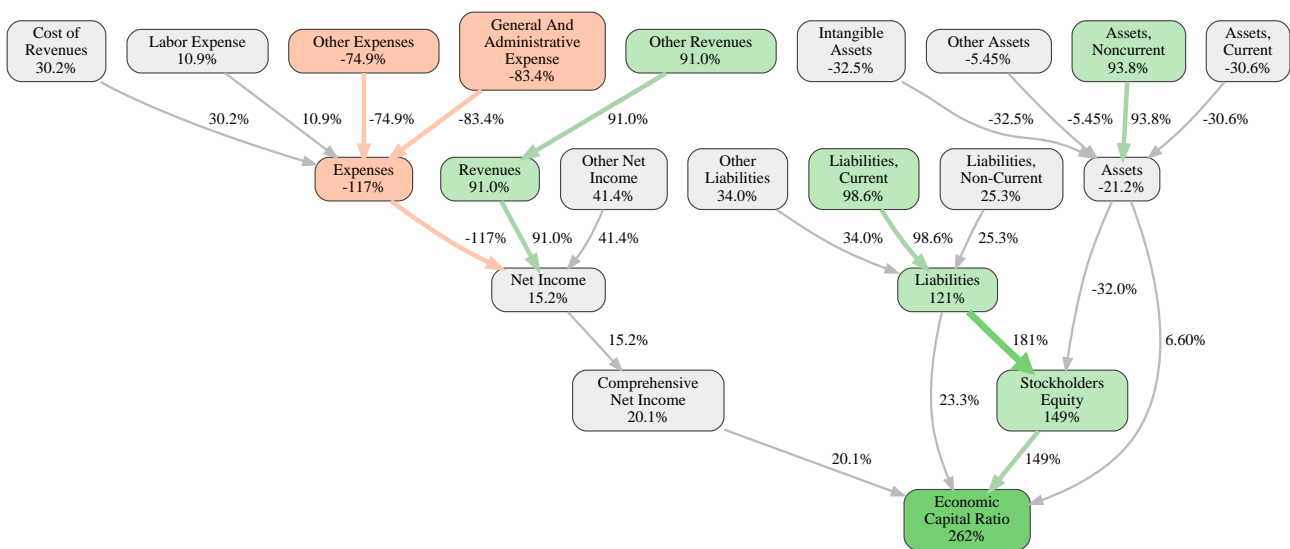 Cost of
Revenues
30.2%
Labor Expense
10.9%
Other Expenses
-74.9%
General And
Administrative
Expense
-83.4%
Other Revenues
91.0%
Intangible
Assets
-32.5%
Other Assets
-5.45%
Assets,
Noncurrent
93.8%
Assets,
Current
-30.6%
30.2%
10.9%
-74.9%
-83.4%
91.0%
-32.5%
-5.45%
93.8%
-30.6%
Expenses
-117%
Revenues
91.0%
Other Net
Income
41.4%
Other
Liabilities
34.0%
Liabilities,
Current
98.6%
Liabilities,
Non-Current
25.3%
Assets
-21.2%
-117%
91.0%
41.4%
34.0%
98.6%
25.3%
Net Income
15.2%
Liabilities
121%
-32.0%
15.2%
181%
6.60%
Comprehensive
Net Income
20.1%
23.3%
Stockholders
Equity
149%
20.1%
149%
Economic
Capital Ratio
262%